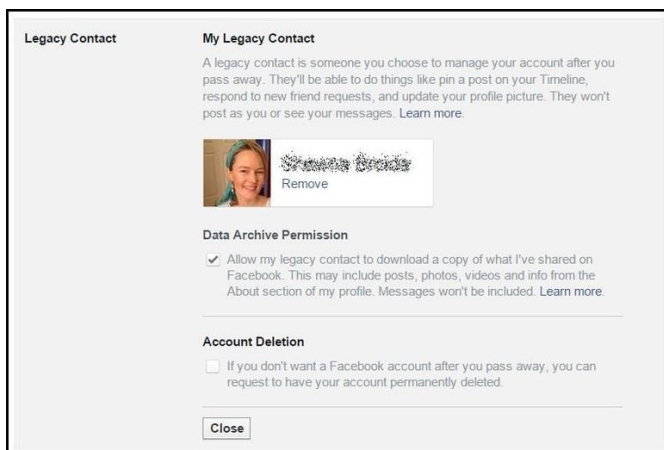 Legacy Contact
My Legacy Contact
A legacy contact is someone you choose to manage your account after you
pass away. They'll be able to do things like pin a post on your Timeline,
respond to new friend requests, and update your profile picture. They won't
post as you or see your messages. Learn more.
Remove
Data Archive Permission
Allow my legacy contact to download a copy of what I've shared on
Facebook. This may include posts, photos, videos and info from the
About section of my profile. Messages won't be included. Learn more.
Account Deletion
If you don't want a Facebook account after you pass away, you can
request to have your account permanently deleted.
Close